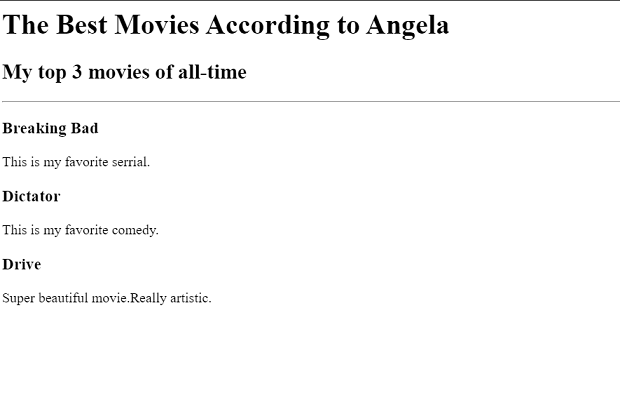 The Best Movies According to Angela
My top 3 movies of all-time
Breaking Bad
This is my favorite serrial.
Dictator
This is my favorite comedy.
Drive
Super beautiful movie.Really artistic.